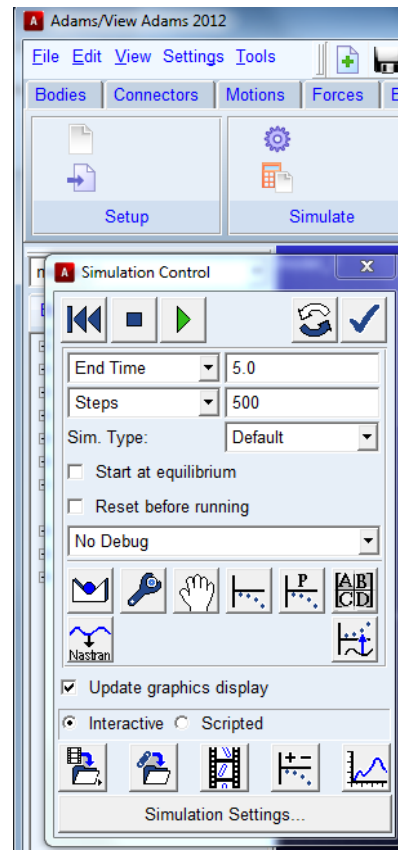 Adams/View Adams 2012
File Edit View Settings Tools
Bodies Connectors Motions Forces
Setup Simulate
Simulation Control x
End Time 5.0
Steps 500
Sim. Type: Default
Start at equilibrium
Reset before running
No Debug
P A B
C D
Nastran
Update graphics display
Interactive Scripted
Simulation Settings...